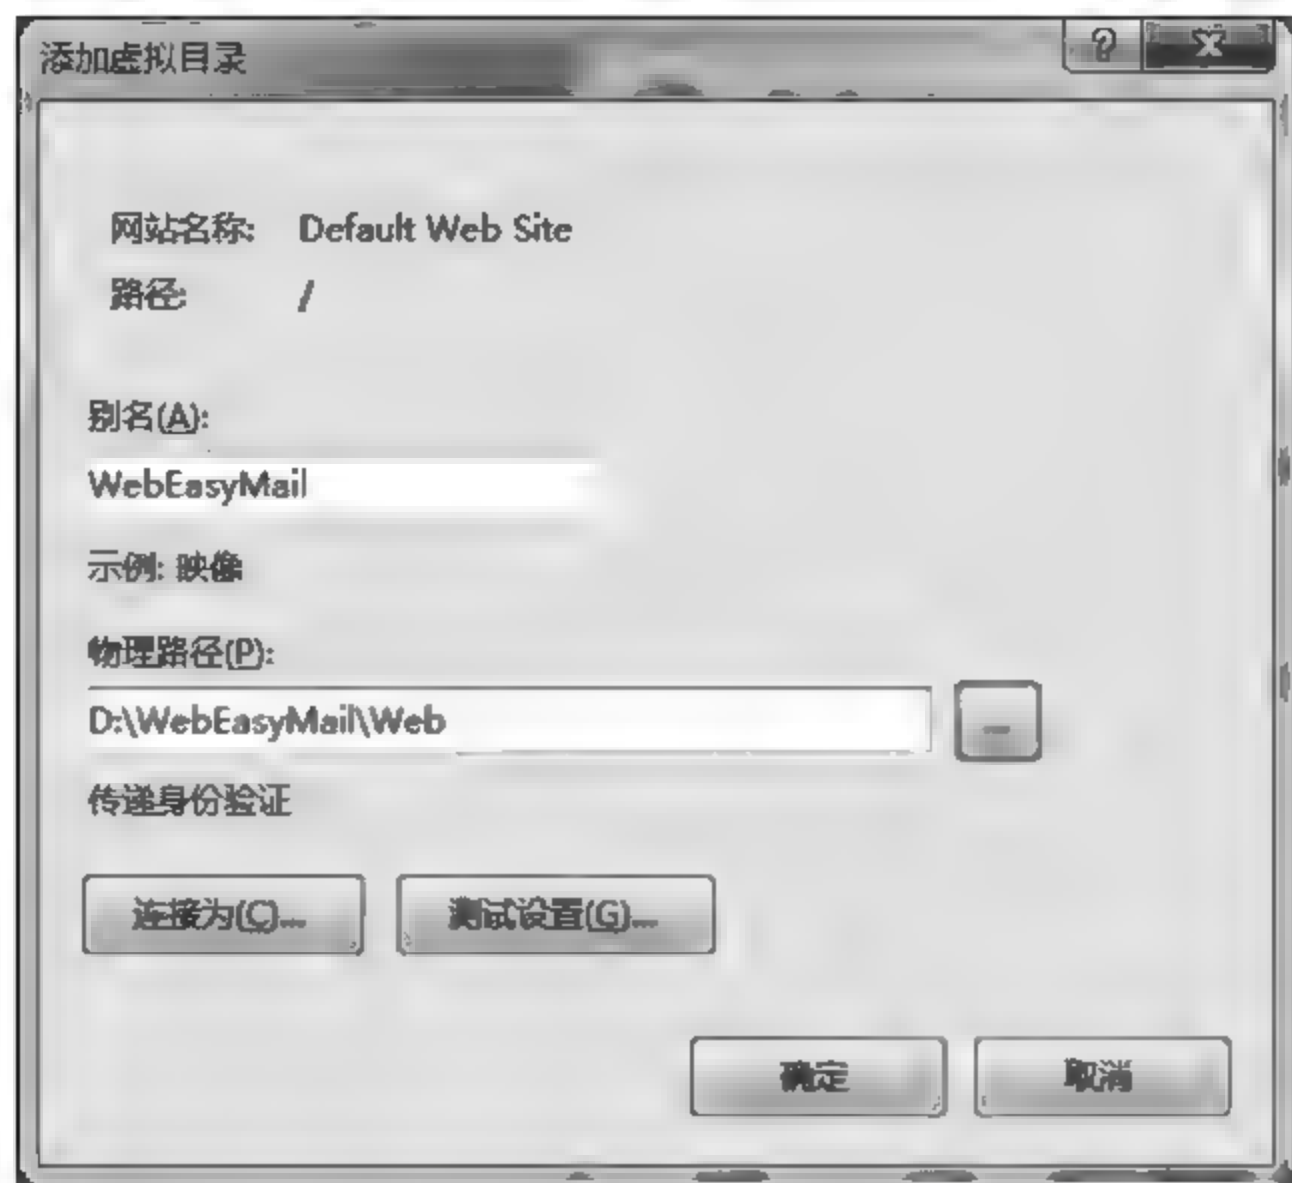 添加虚拟目录
网站名称: Default Web Site
路径: /
别名(A):
WebEasyMail
示例: 映像
物理路径(P):
D:\WebEasyMail\Web
...
传递身份验证
连接为(C)... 测试设置(G)...
确定 取消